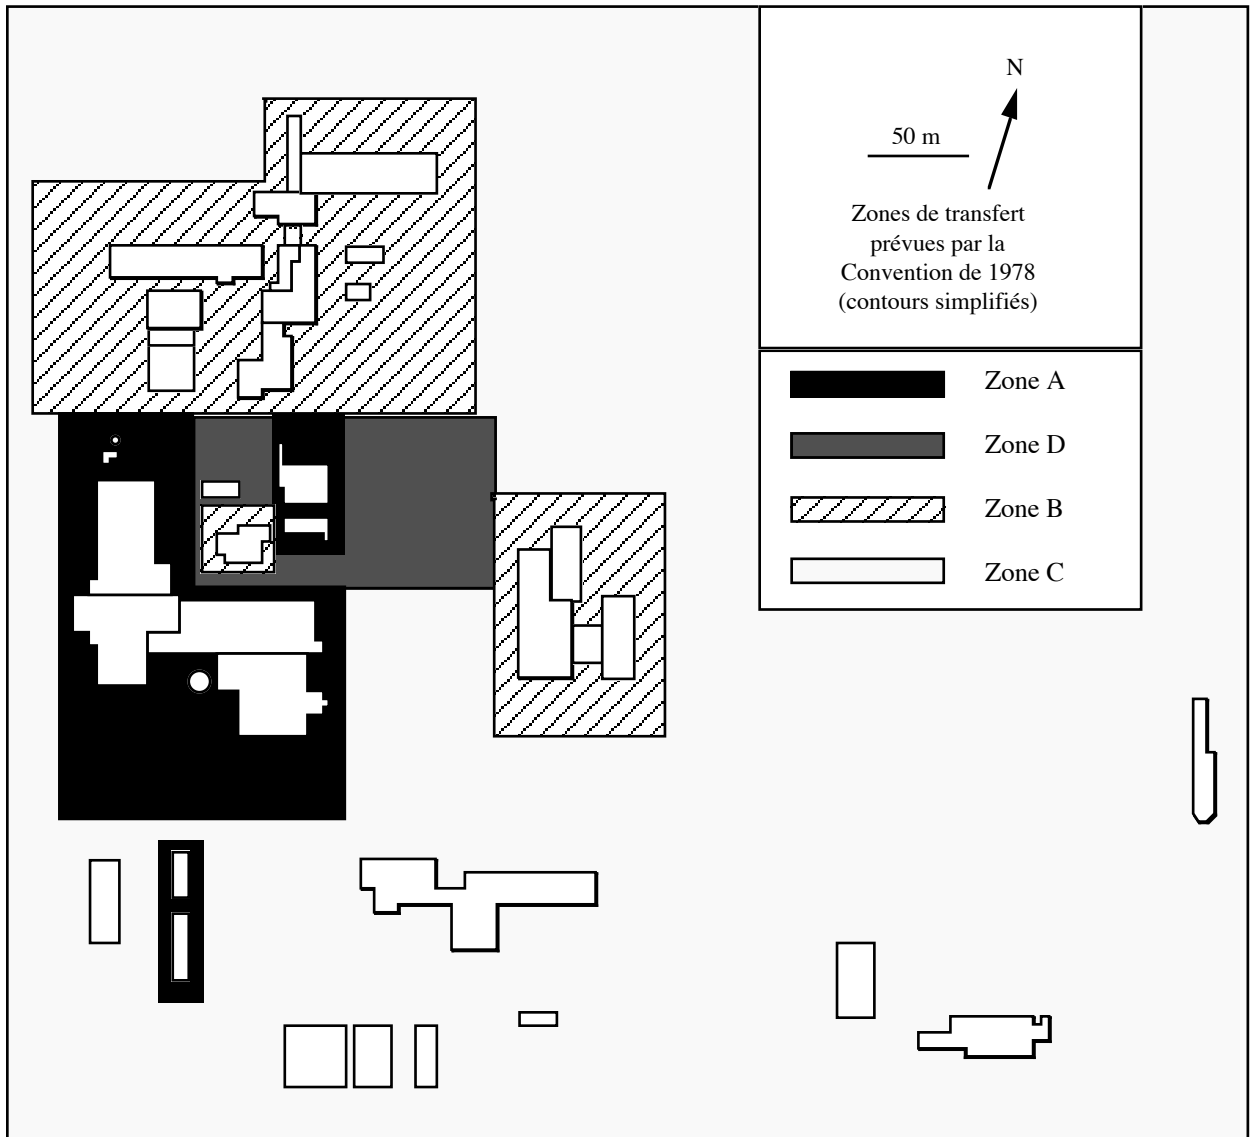 N
50 m
Zones de transfert
prévues par la
Convention de 1978
(contours simplifiés)
Zone A
Zone D
Zone B
Zone C